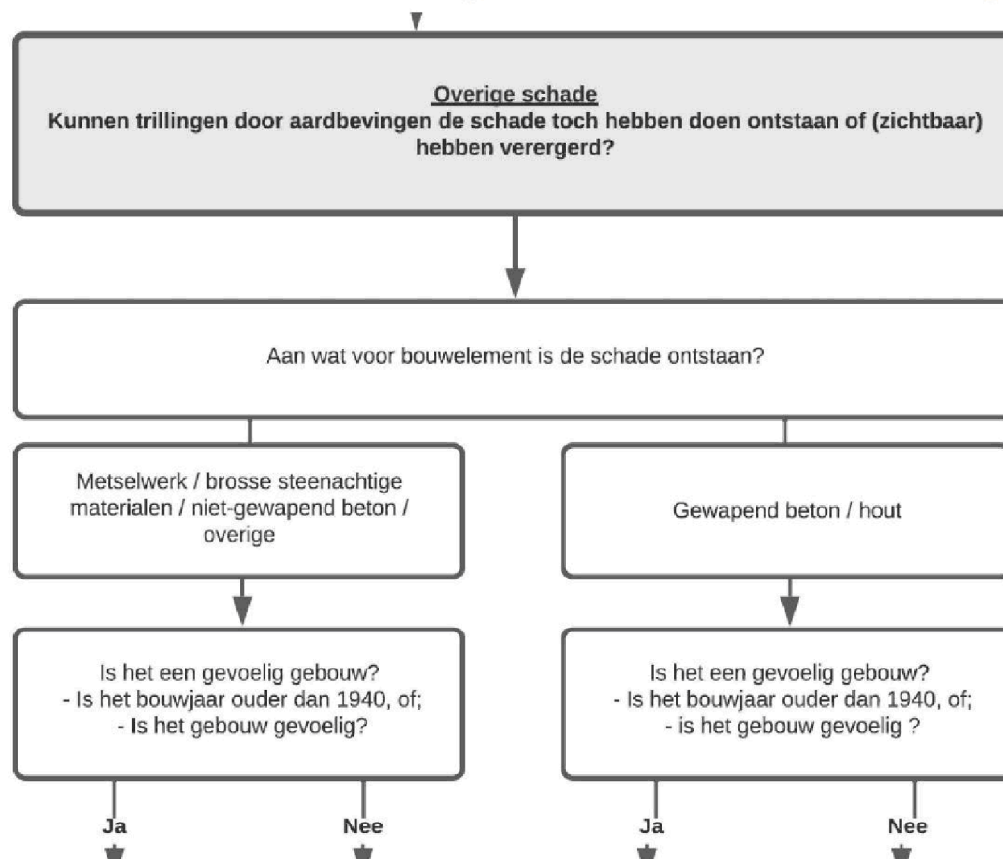 Overige schade
Kunnen trillingen door aardbevingen de schade toch hebben doen ontstaan of (zichtbaar)
hebben verergerd?
Aan wat voor bouwelement is de schade ontstaan?
Metselwerk / brosse steenachtige
materialen / niet-gewapend beton /
overige
Gewapend beton / hout
Is het een gevoelig gebouw?
- Is het bouwjaar ouder dan 1940, of;
- Is het gebouw gevoelig?
Is het een gevoelig gebouw?
- Is het bouwjaar ouder dan 1940, of;
- is het gebouw gevoelig ?
Ja
Nee
Ja
Nee